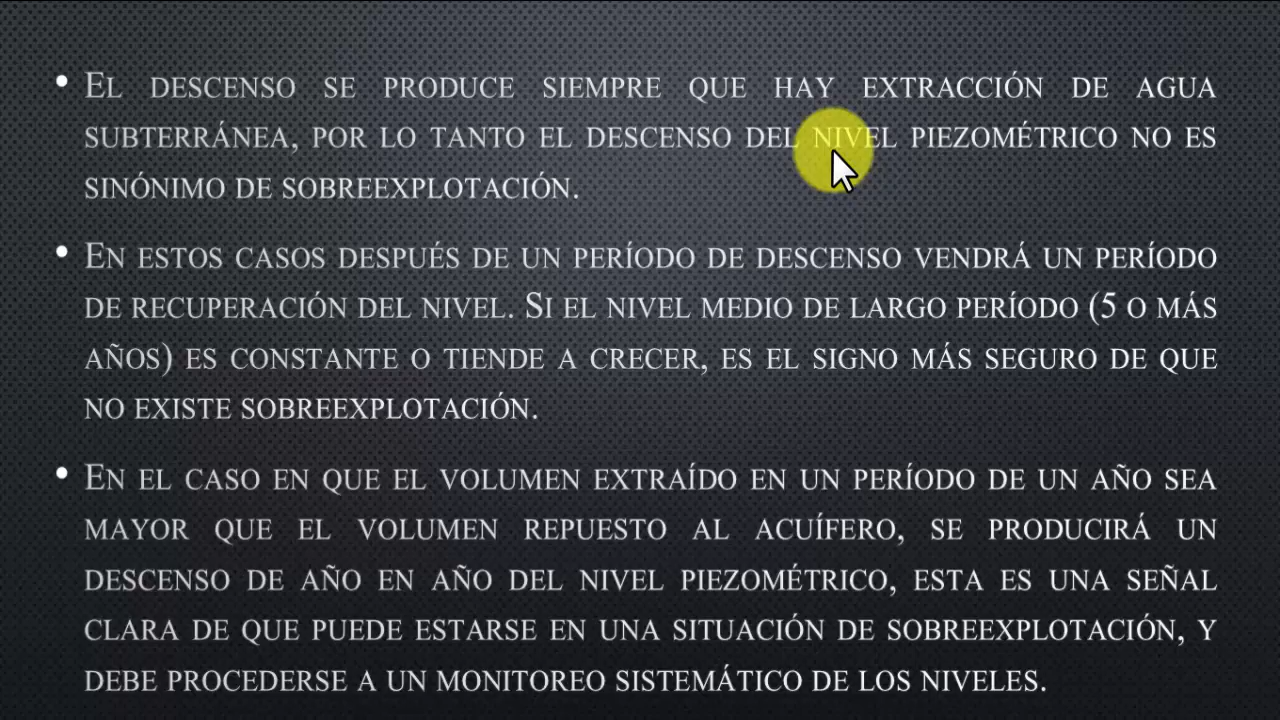 • El descenso se produce siempre que hay extracción de agua
subterránea, por lo tanto el descenso del nivel piezométrico no es
sinónimo de sobreexplotación.
• En estos casos después de un período de descenso vendrá un período
de recuperación del nivel. Si el nivel medio de largo período (5 o más
años) es constante o tiende a crecer, es el signo más seguro de que
no existe sobreexplotación.
• En el caso en que el volumen extraído en un período de un año sea
mayor que el volumen repuesto al acuífero, se producirá un
descenso de año en año del nivel piezométrico, esta es una señal
clara de que puede estarse en una situación de sobreexplotación, y
debe procederse a un monitoreo sistemático de los niveles.